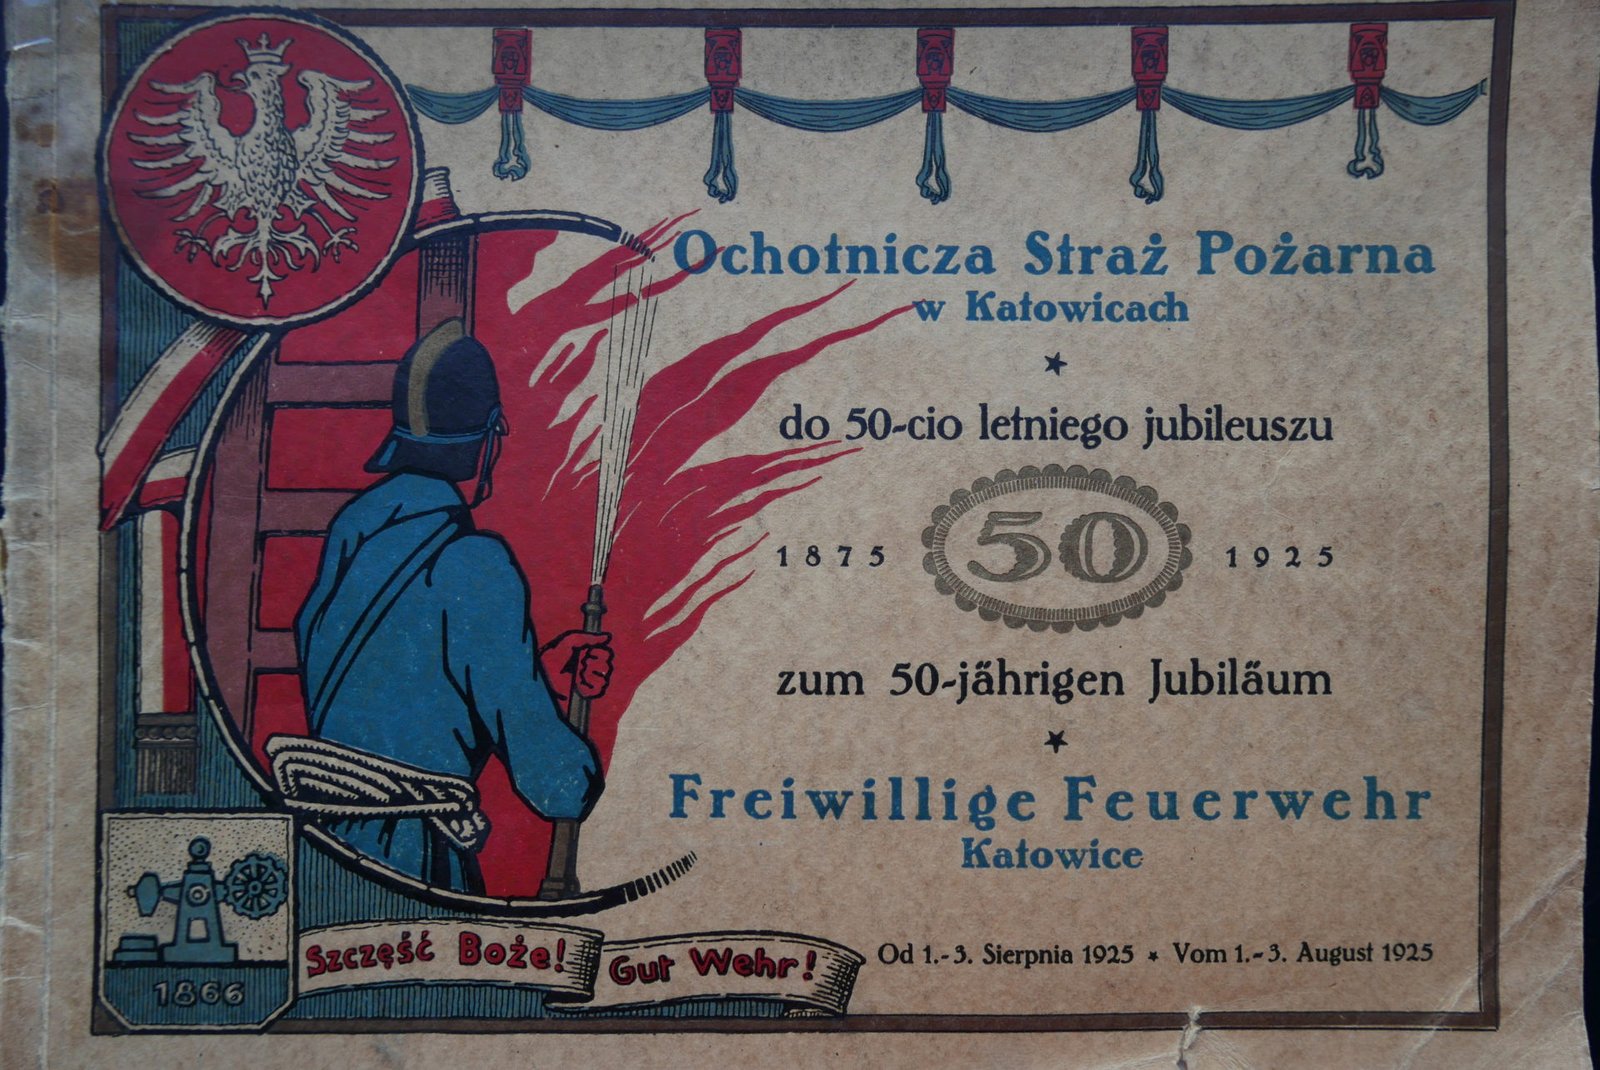 Ochotnicza Straż Pożarna
w Katowicach
do 50-cio letniego jubileuszu
1875 50 1925
zum 50-jährigen Jubiläum
Freiwillige Feuerwehr
Katowice
Od 1.-3. Sierpnia 1925 ★ Vom 1.-3. August 1925
Szczęść Boże! Gut Wehr!
1866